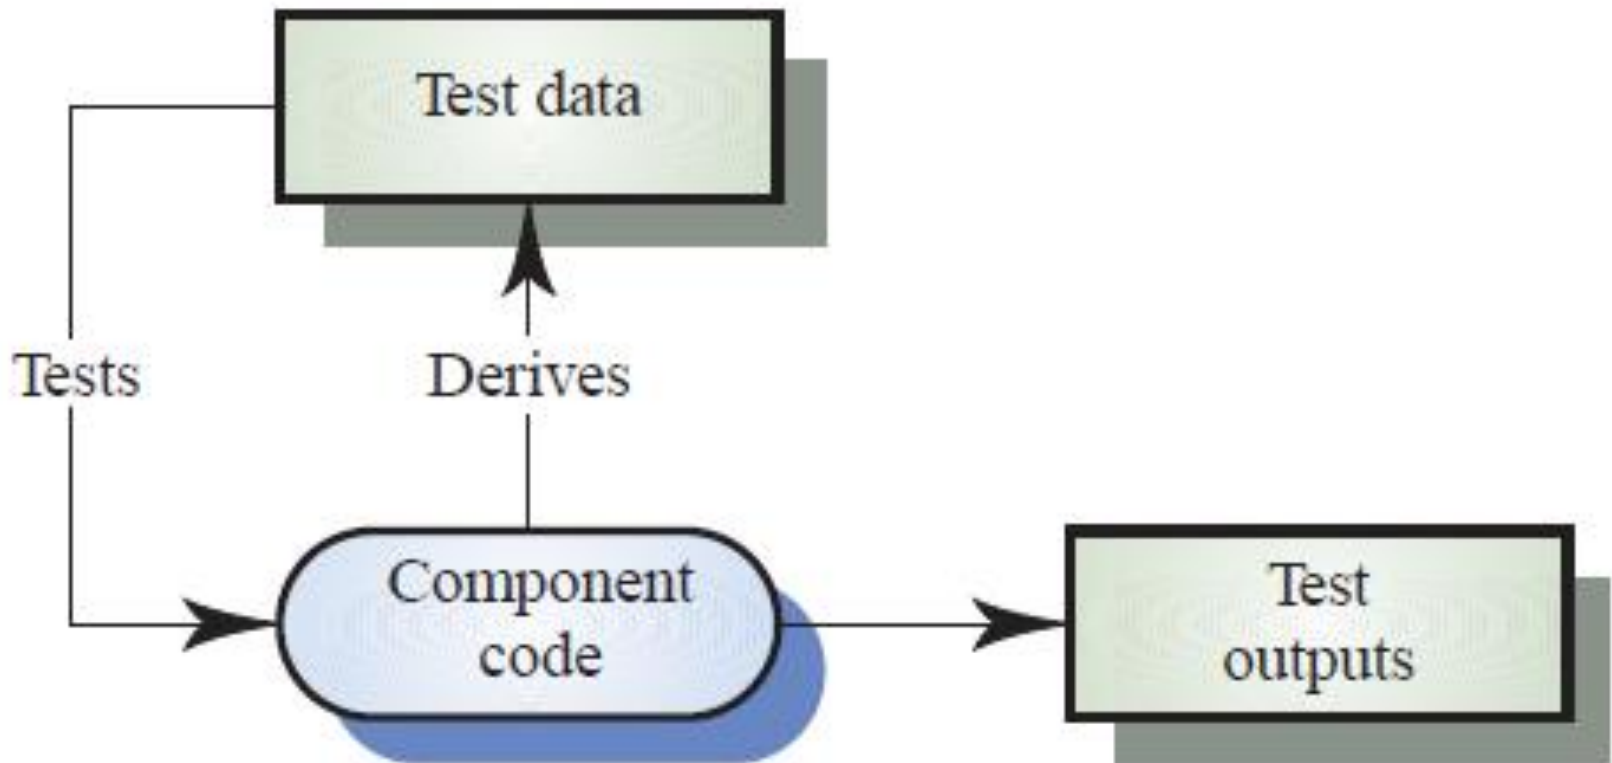 Test data
Tests
Derives
Component
code
Test
outputs